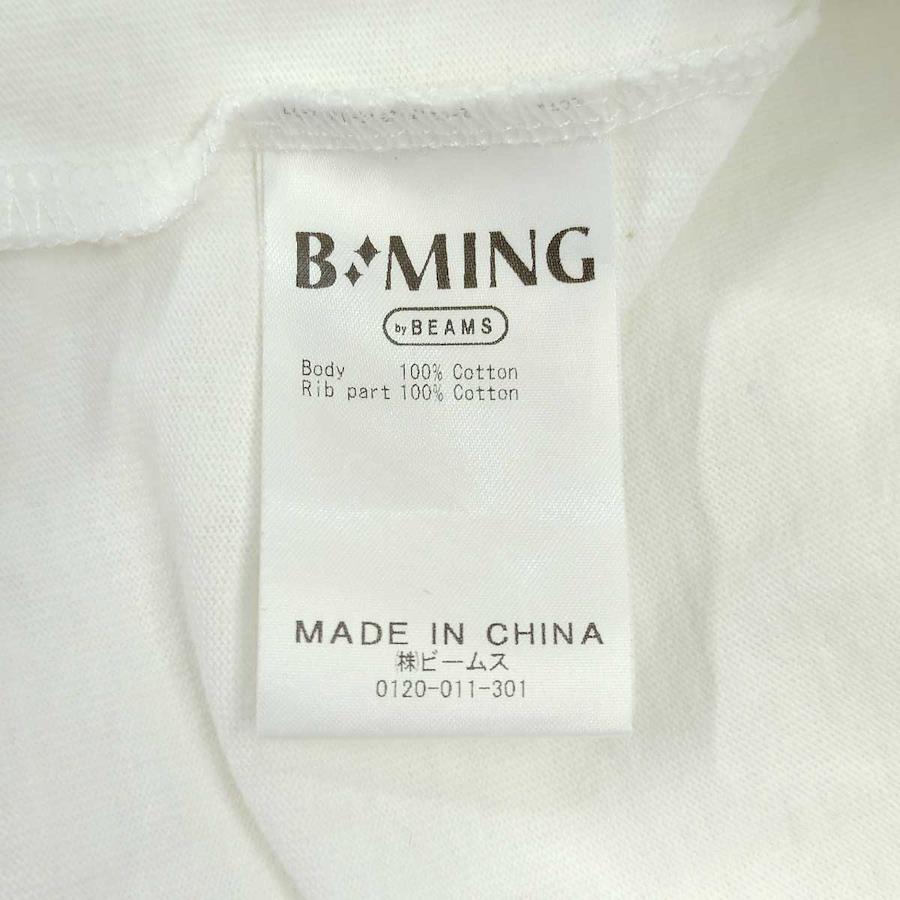 B MING
by BEAMS
Body 100% Cotton
Rib part 100% Cotton
MADE IN CHINA
㈱ビームス
0120-011-301